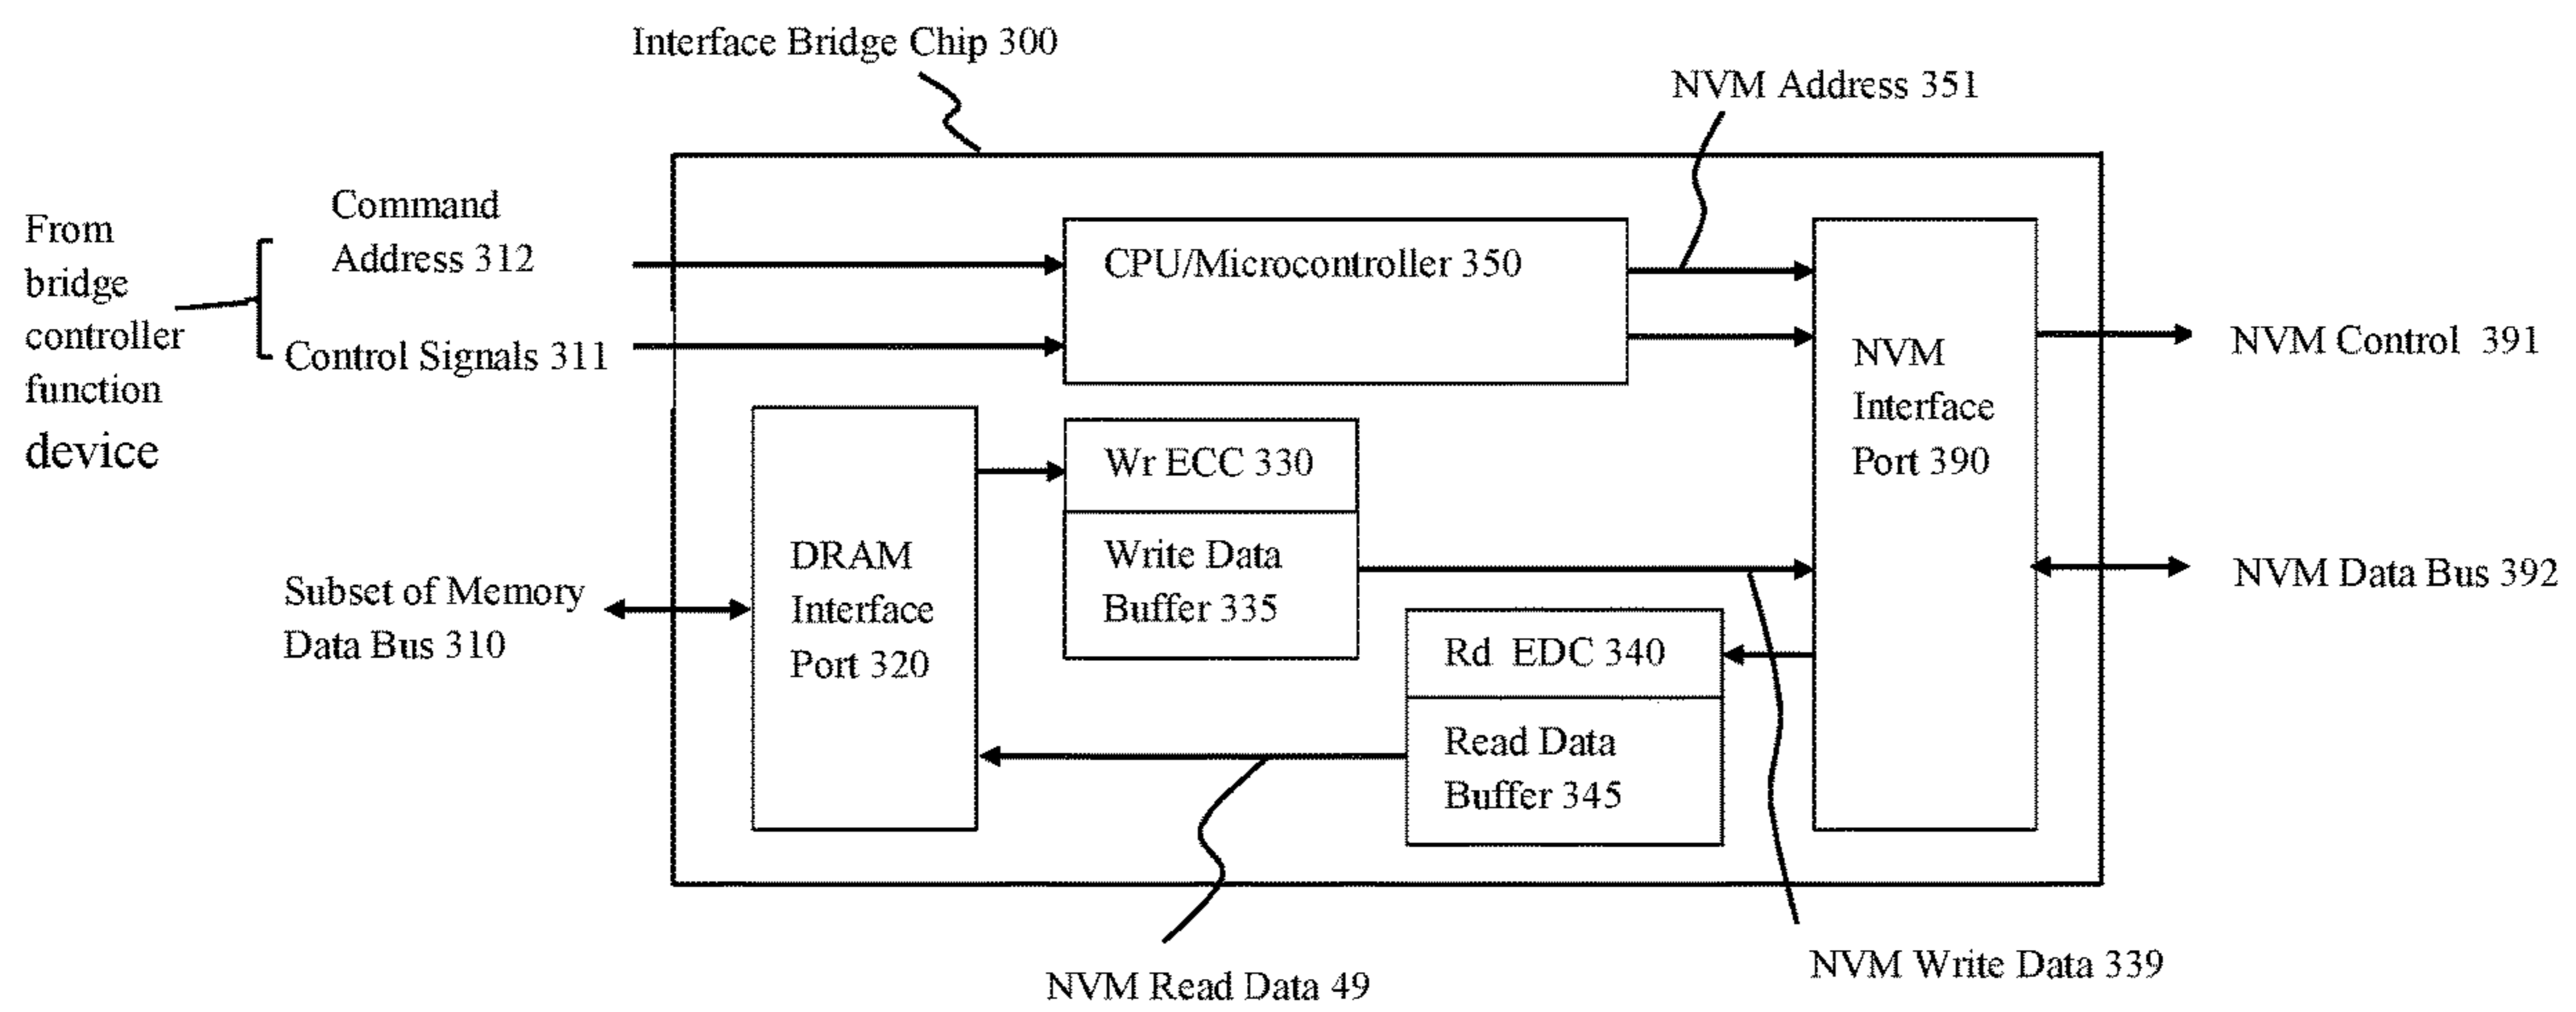 Interface Bridge Chip 300
NVM Address 351
From
bridge
controller
function
device
Command
Address 312
Control Signals 311
CPU/Microcontroller 350
NVM
Interface
Port 390
NVM Control 391
Wr ECC 330
Write Data
Buffer 335
DRAM
Interface
Port 320
Subset of Memory
Data Bus 310
NVM Data Bus 392
Rd EDC 340
Read Data
Buffer 345
NVM Write Data 339
NVM Read Data 49